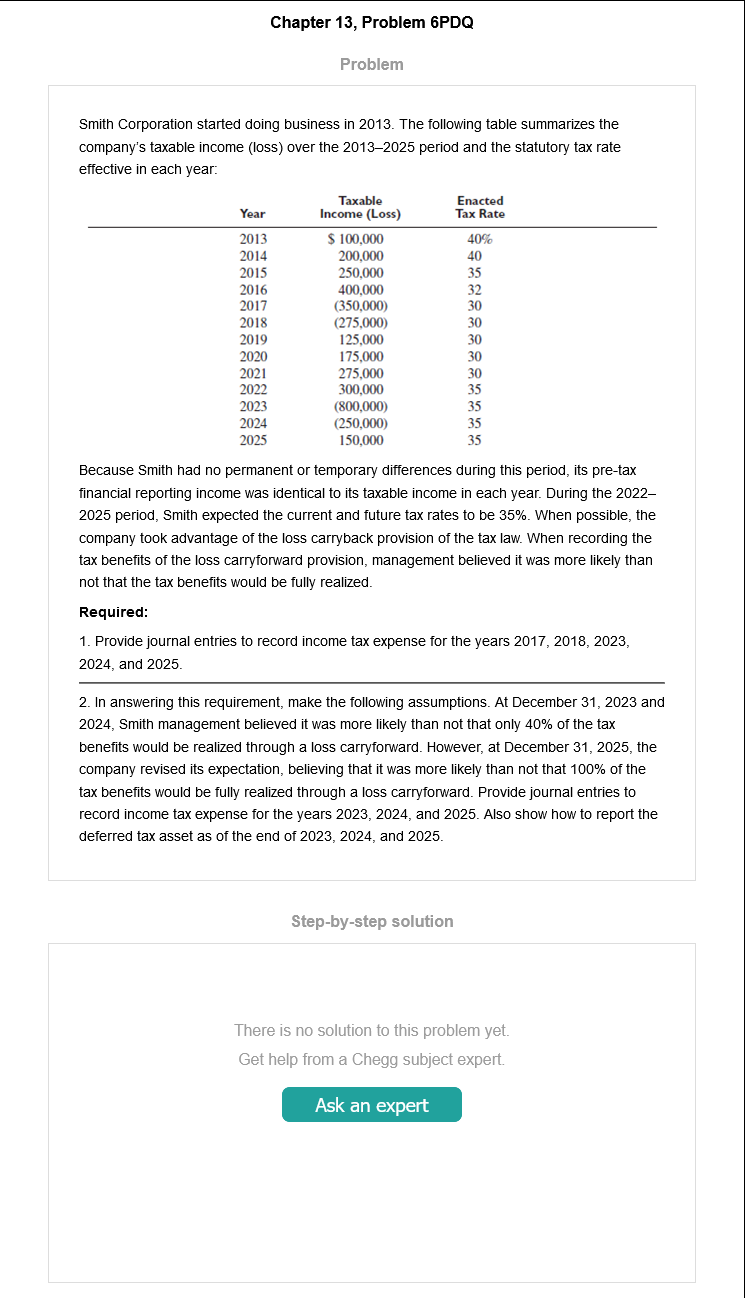 Chapter 13, Problem 6PDQ
Problem
Smith Corporation started doing business in 2013. The following table summarizes the
company's taxable income (loss) over the 2013–2025 period and the statutory tax rate
effective in each year:
Year Taxable Income (Loss) Enacted Tax Rate
2013 $ 100,000 40%
2014 200,000 40
2015 250,000 35
2016 400,000 32
2017 (350,000) 30
2018 (275,000) 30
2019 125,000 30
2020 175,000 30
2021 275,000 30
2022 300,000 35
2023 (800,000) 35
2024 (250,000) 35
2025 150,000 35
Because Smith had no permanent or temporary differences during this period, its pre-tax
financial reporting income was identical to its taxable income in each year. During the 2022–
2025 period, Smith expected the current and future tax rates to be 35%. When possible, the
company took advantage of the loss carryback provision of the tax law. When recording the
tax benefits of the loss carryforward provision, management believed it was more likely than
not that the tax benefits would be fully realized.
Required:
1. Provide journal entries to record income tax expense for the years 2017, 2018, 2023,
2024, and 2025.
2. In answering this requirement, make the following assumptions. At December 31, 2023 and
2024, Smith management believed it was more likely than not that only 40% of the tax
benefits would be realized through a loss carryforward. However, at December 31, 2025, the
company revised its expectation, believing that it was more likely than not that 100% of the
tax benefits would be fully realized through a loss carryforward. Provide journal entries to
record income tax expense for the years 2023, 2024, and 2025. Also show how to report the
deferred tax asset as of the end of 2023, 2024, and 2025.
Step-by-step solution
There is no solution to this problem yet.
Get help from a Chegg subject expert.
Ask an expert